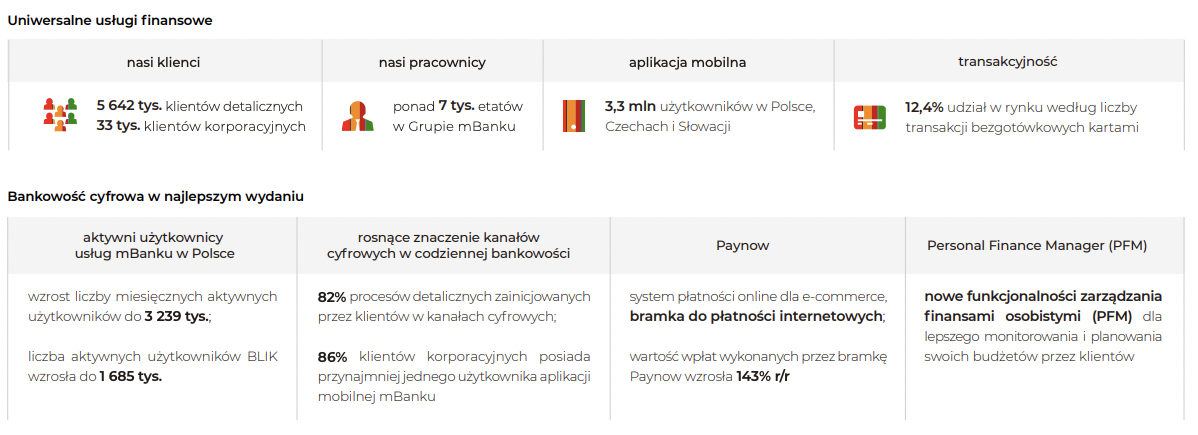 Uniwersalne usługi finansowe
nasi klienci
5 642 tys. klientów detalicznych
33 tys. klientów korporacyjnych
nasi pracownicy
ponad 7 tys. etatów
w Grupie mBanku
aplikacja mobilna
3,3 mln użytkowników w Polsce,
Czechach i Słowacji
transakcyjność
12,4% udział w rynku według liczby
transakcji bezgotówkowych kartami
Bankowość cyfrowa w najlepszym wydaniu
aktywni użytkownicy
usług mBanku w Polsce
wzrost liczby miesięcznych aktywnych
użytkowników do 3 239 tys.;
liczba aktywnych użytkowników BLIK
wzrosła do 1 685 tys.
rosnące znaczenie kanałów
cyfrowych w codziennej bankowości
82% procesów detalicznych zainicjowanych
przez klientów w kanałach cyfrowych;
86% klientów korporacyjnych posiada
przynajmniej jednego użytkownika aplikacji
mobilnej mBanku
Paynow
system płatności online dla e-commerce,
bramka do płatności internetowych;
wartość wpłat wykonanych przez bramkę
Paynow wzrosła 143% r/r
Personal Finance Manager (PFM)
nowe funkcjonalności zarządzania
finansami osobistymi (PFM) dla
lepszego monitorowania i planowania
swoich budżetów przez klientów